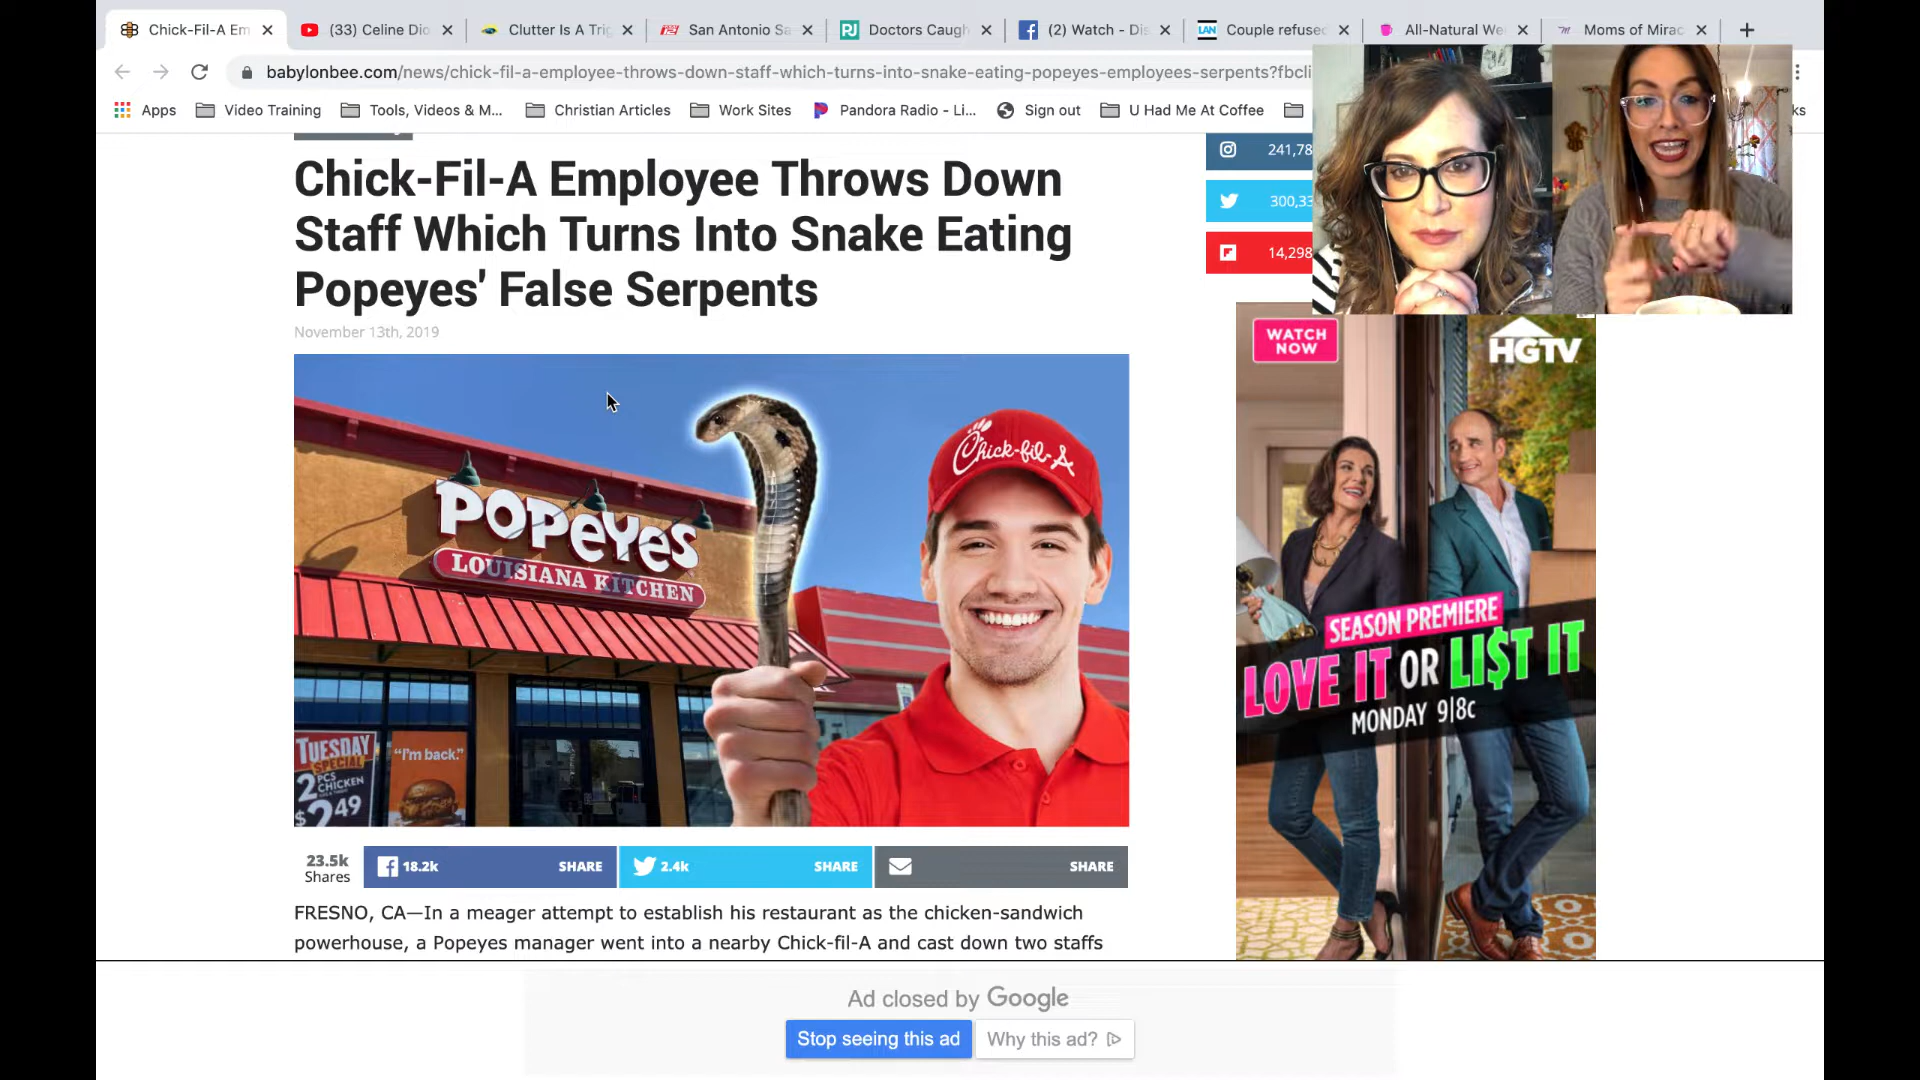 Chick-Fil-A Em
(33) Celine Dio
Clutter Is A Trig
San Antonio Sa
Doctors Caugh
(2) Watch - Dis
Couple refused
All-Natural We
Moms of Mirac
babylonbee.com/news/chick-fil-a-employee-throws-down-staff-which-turns-into-snake-eating-popeyes-employees-serpents?fbcli
Apps
Video Training
Tools, Videos & M...
Christian Articles
Work Sites
Pandora Radio - Li...
Sign out
U Had Me At Coffee
ks
Chick-Fil-A Employee Throws Down
Staff Which Turns Into Snake Eating
Popeyes' False Serpents
November 13th, 2019
241,78
300,33
14,298
WATCH
NOW
HGTV
Chick-fil-A
POPEYES
LOUISIANA KITCHEN
TUESDAY
SPECIAL
2 PCS
CHICKEN
$2.49
"I'm back."
SEASON PREMIERE
LOVE IT OR LI$T IT
MONDAY 9|8c
23.5k
Shares
18.2k SHARE
2.4k SHARE
SHARE
FRESNO, CA—In a meager attempt to establish his restaurant as the chicken-sandwich
powerhouse, a Popeyes manager went into a nearby Chick-fil-A and cast down two staffs
Ad closed by Google
Stop seeing this ad
Why this ad?